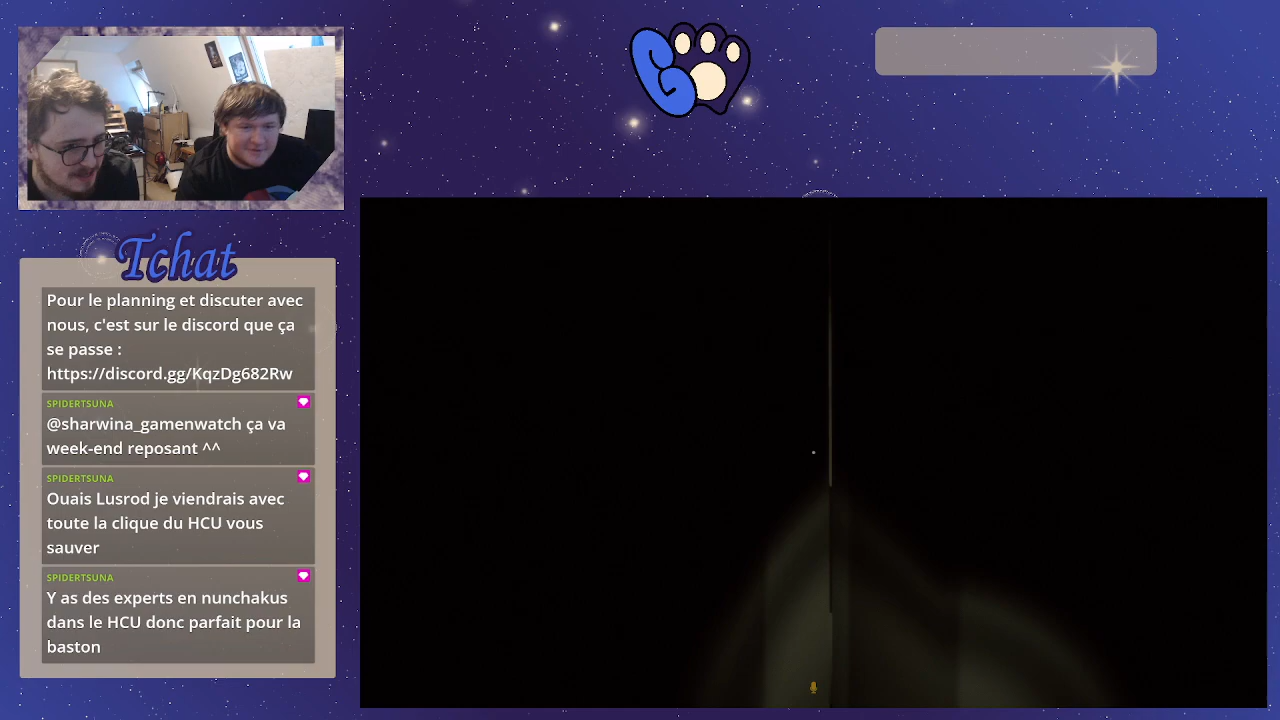 Tchat
Pour le planning et discuter avec
nous, c'est sur le discord que ça
se passe :
https://discord.gg/KqzDg682Rw
SPIDERTSUNA
@sharwina_gamenwatch ça va
week-end reposant ^^
SPIDERTSUNA
Ouais Lusrod je viendrais avec
toute la clique du HCU vous
sauver
SPIDERTSUNA
Y as des experts en nunchakus
dans le HCU donc parfait pour la
baston